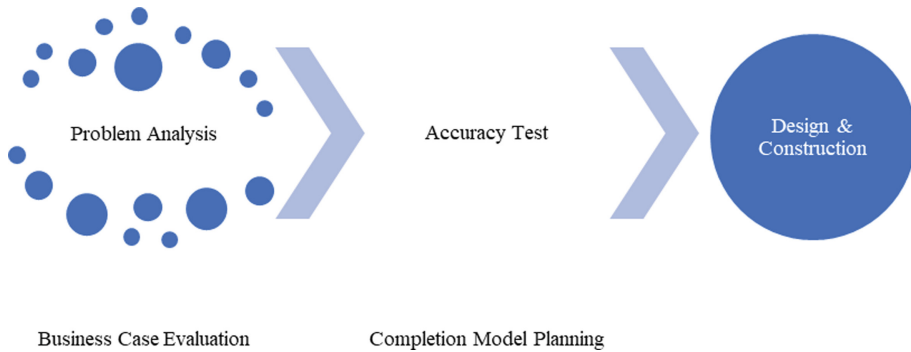 Problem Analysis
Accuracy Test
Design &
Construction
Business Case Evaluation
Completion Model Planning